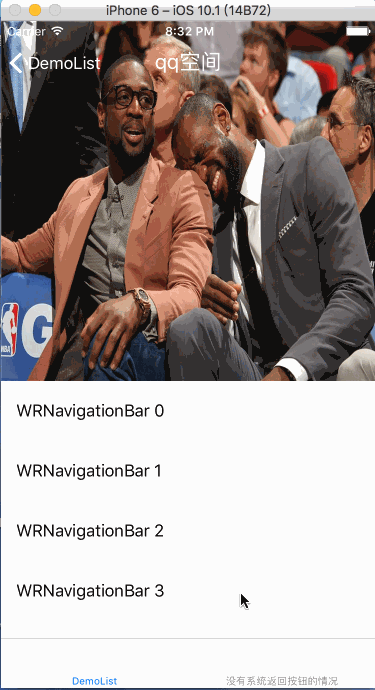 iPhone 6 – iOS 10.1 (14B72)
Carrier 8:32 PM
DemoList qq空间
NBA G
WRNavigationBar 0
WRNavigationBar 1
WRNavigationBar 2
WRNavigationBar 3
DemoList 没有系统返回按钮的情况